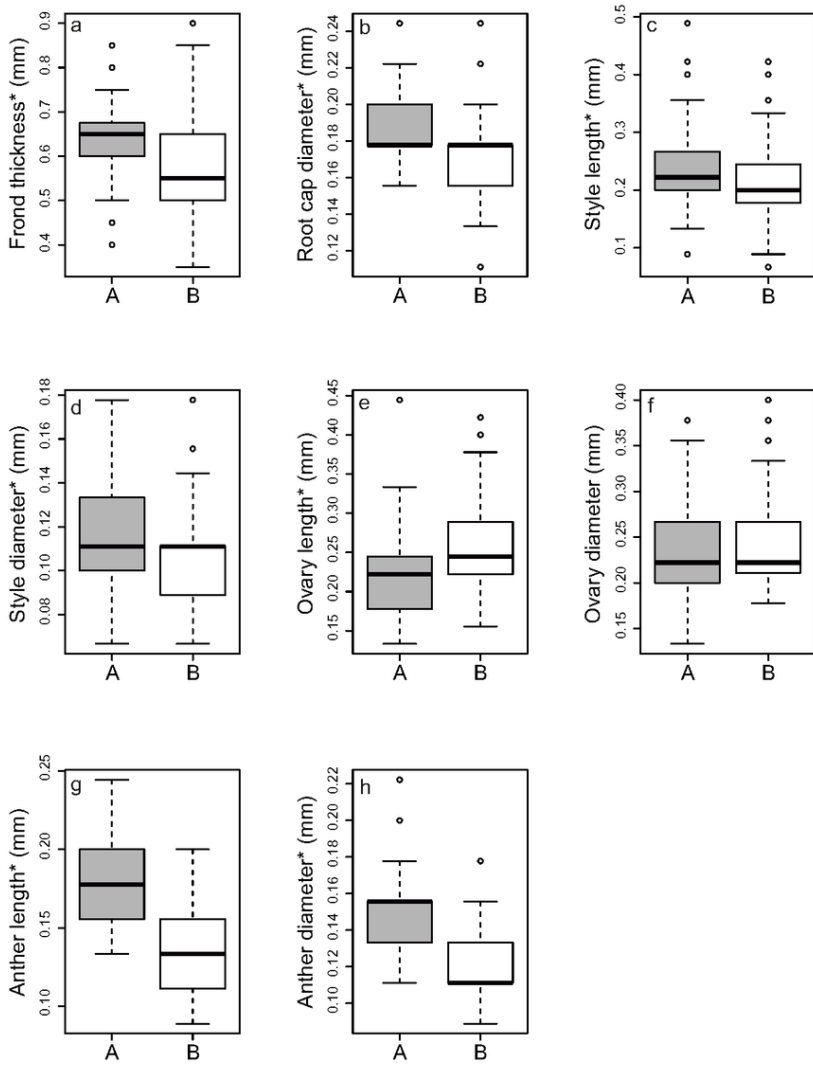 a
Frond thickness* (mm)
0.9
0.8
0.7
0.6
0.5
0.4
A B
b
Root cap diameter* (mm)
0.24
0.22
0.20
0.18
0.16
0.14
0.12
A B
c
Style length* (mm)
0.5
0.4
0.3
0.2
0.1
A B
d
Style diameter* (mm)
0.18
0.16
0.14
0.12
0.10
0.08
A B
e
Ovary length* (mm)
0.45
0.40
0.35
0.30
0.25
0.20
0.15
A B
f
Ovary diameter (mm)
0.40
0.35
0.30
0.25
0.20
0.15
A B
g
Anther length* (mm)
0.25
0.20
0.15
0.10
A B
h
Anther diameter* (mm)
0.22
0.20
0.18
0.16
0.14
0.12
0.10
A B